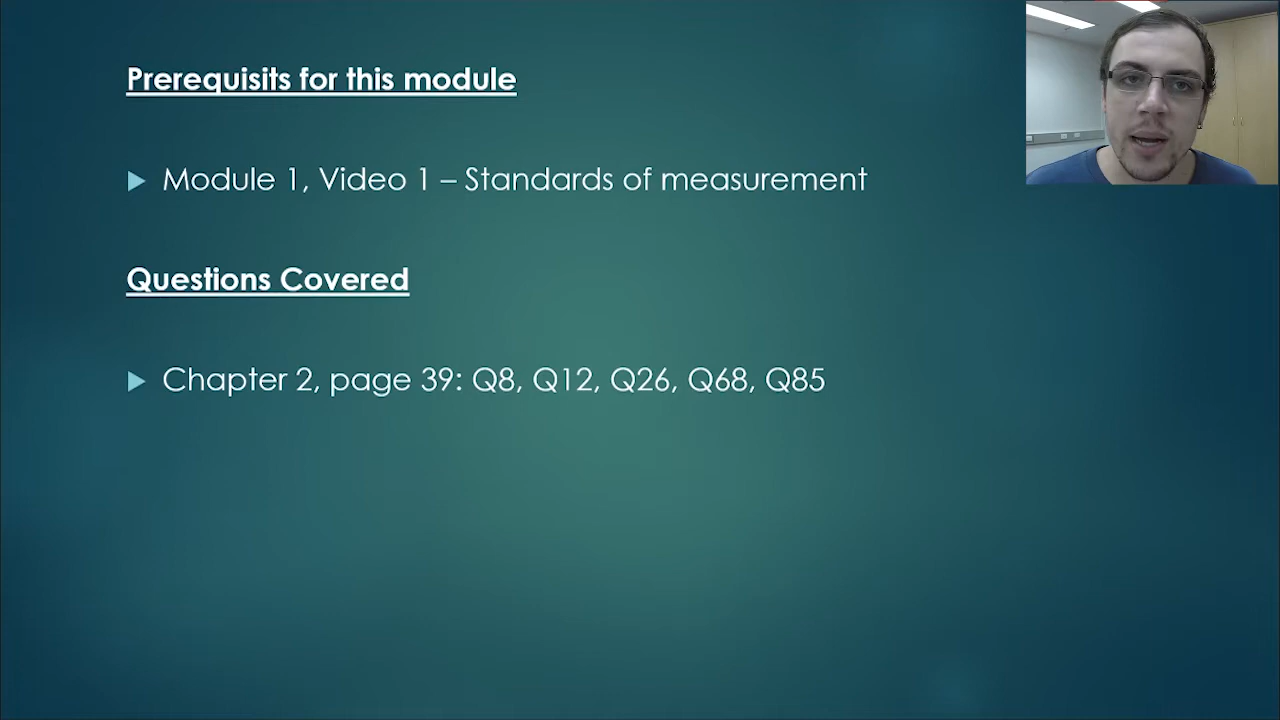 Prerequisits for this module
Module 1, Video 1 – Standards of measurement
Questions Covered
Chapter 2, page 39: Q8, Q12, Q26, Q68, Q85